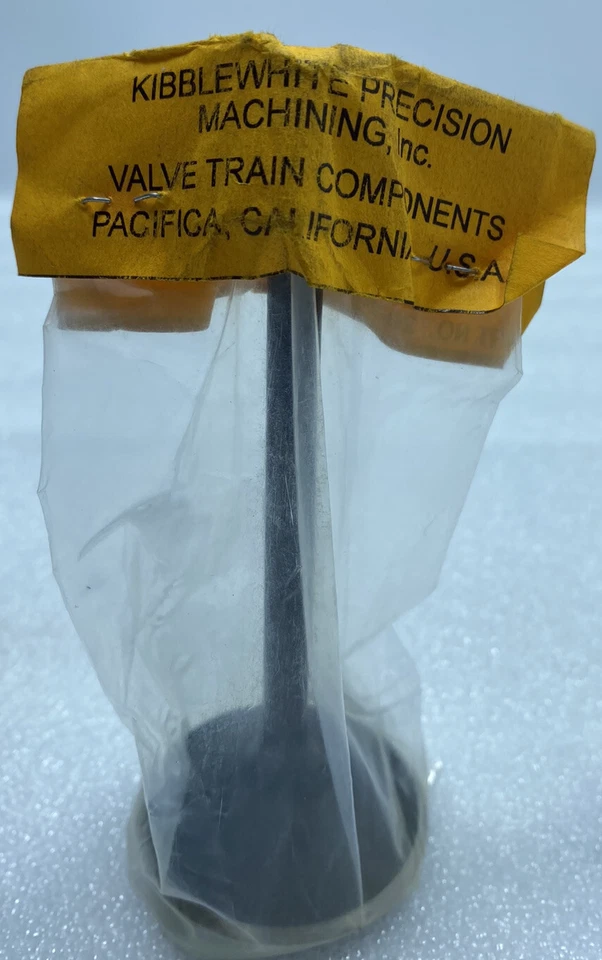 KIBBLEWHITE PRECISION
MACHINING, Inc.
VALVE TRAIN COMPONENTS
PACIFICA, CALIFORNIA U.S.A